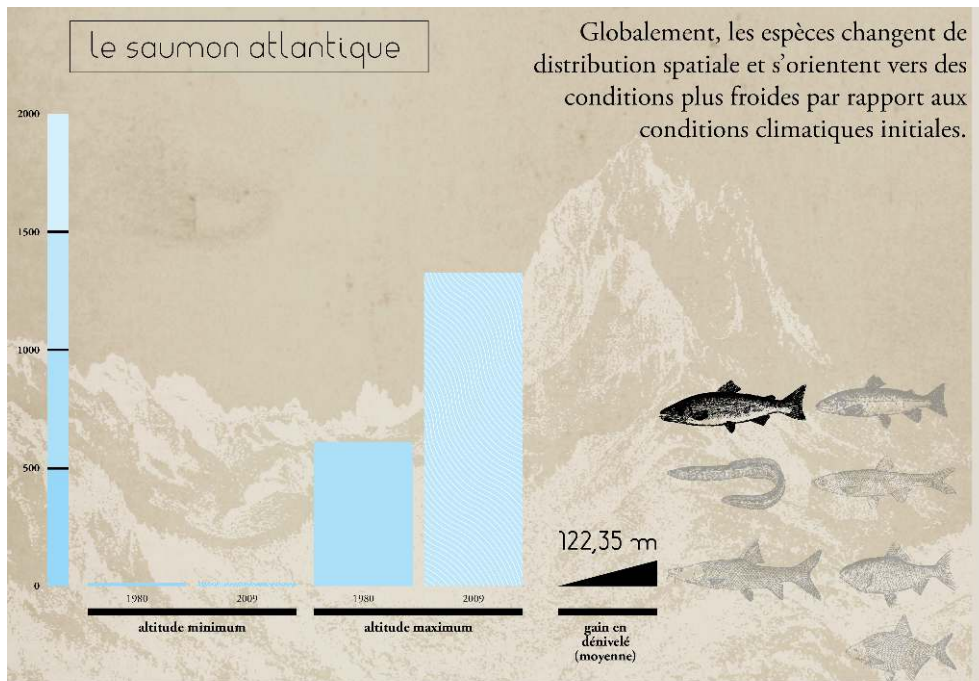 le saumon atlantique
Globalement, les espèces changent de
distribution spatiale et s'orientent vers des
conditions plus froides par rapport aux
conditions climatiques initiales.
2000
1500
1000
500
0
122,35 m
1980
2009
1980
2009
altitude minimum
altitude maximum
gain en
dénivelé
(moyenne)